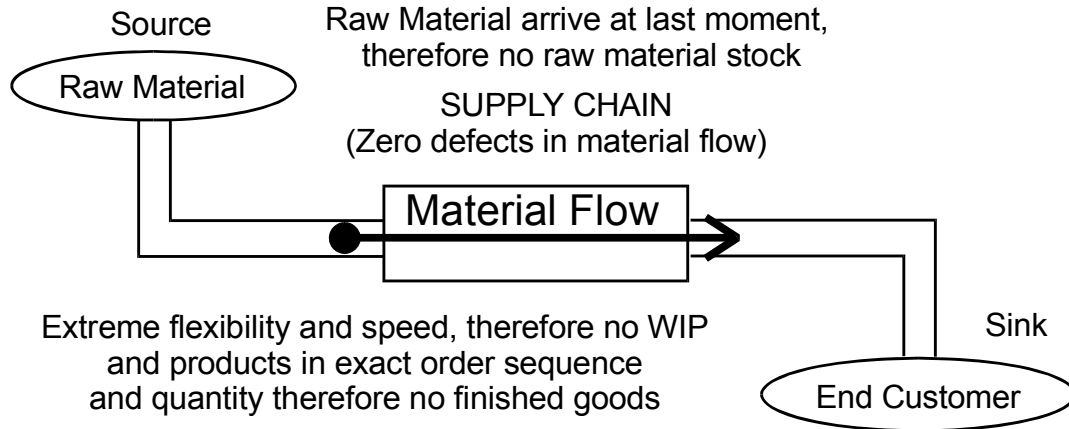 Source
Raw Material
Raw Material arrive at last moment,
therefore no raw material stock
SUPPLY CHAIN
(Zero defects in material flow)
Material Flow
Extreme flexibility and speed, therefore no WIP
and products in exact order sequence
and quantity therefore no finished goods
Sink
End Customer